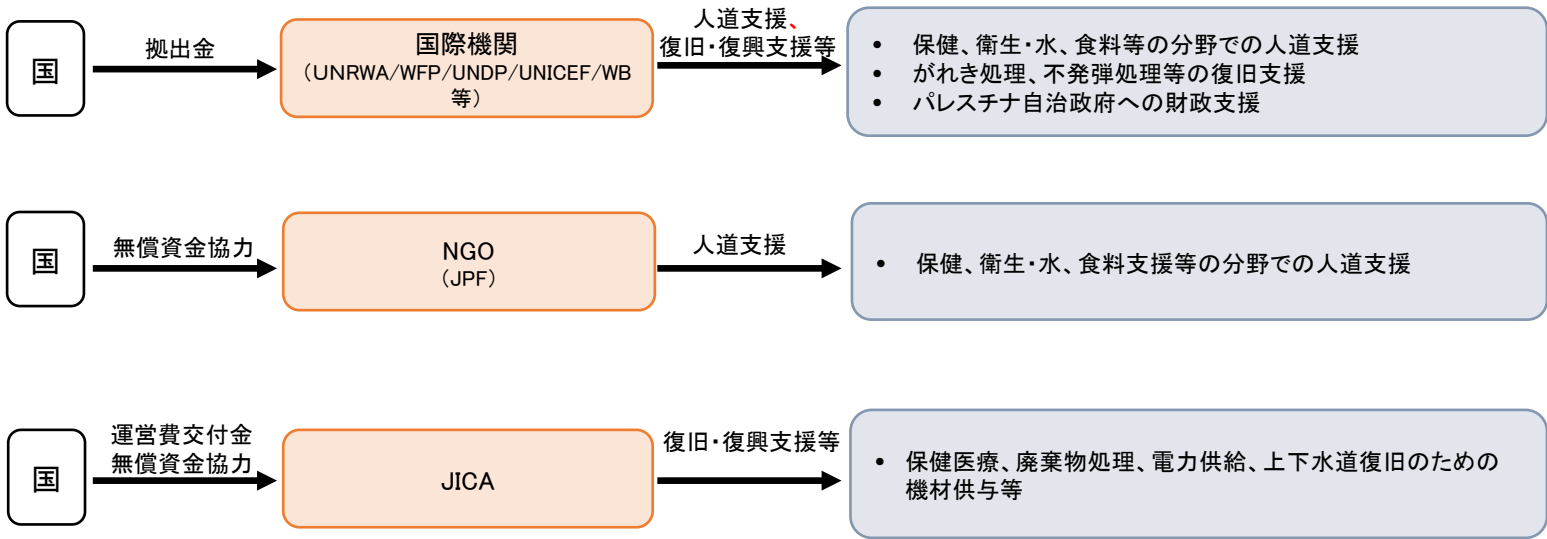 国
拠出金
国際機関
（UNRWA/WFP/UNDP/UNICEF/WB
等）
人道支援、
復旧・復興支援等
• 保健、衛生・水、食料等の分野での人道支援
• がれき処理、不発弾処理等の復旧支援
• パレスチナ自治政府への財政支援
国
無償資金協力
NGO
（JPF）
人道支援
• 保健、衛生・水、食料支援等の分野での人道支援
国
運営費交付金
無償資金協力
JICA
復旧・復興支援等
• 保健医療、廃棄物処理、電力供給、上下水道復旧のための
機材供与等